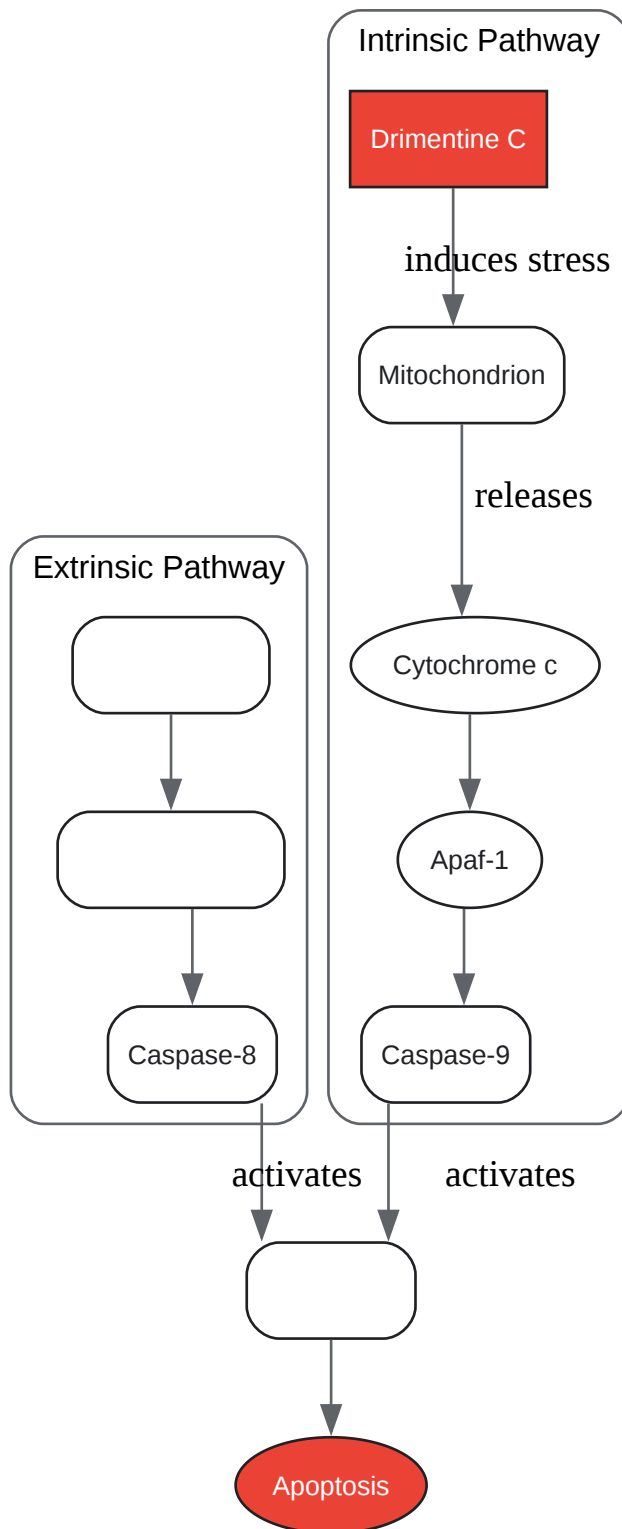 Intrinsic Pathway
Drimentine C
induces stress
Mitochondrion
releases
Extrinsic Pathway
Cytochrome c
Apaf-1
Caspase-8
Caspase-9
activates
activates
Apoptosis